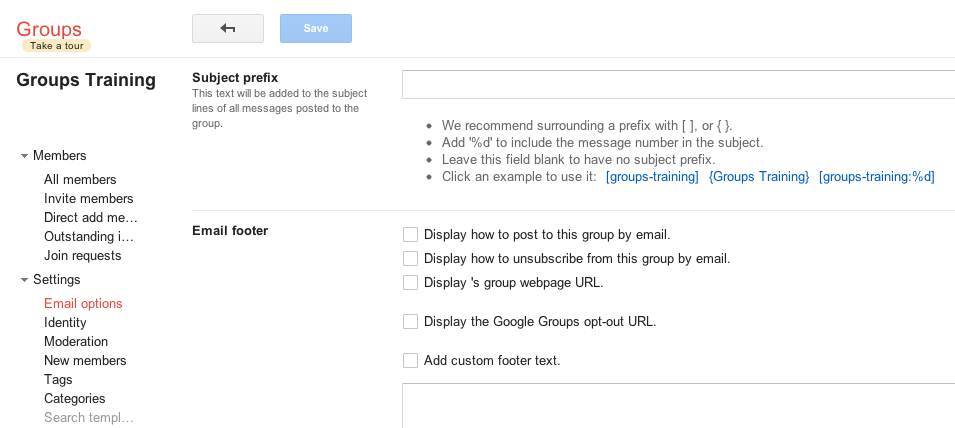 Groups
Take a tour
Save
Groups Training
Members
All members
Invite members
Direct add me…
Outstanding i…
Join requests
Settings
Email options
Identity
Moderation
New members
Tags
Categories
Search templ…
Subject prefix
This text will be added to the subject
lines of all messages posted to the
group.
We recommend surrounding a prefix with [ ], or { }.
Add '%d' to include the message number in the subject.
Leave this field blank to have no subject prefix.
Click an example to use it: [groups-training] {Groups Training} [groups-training:%d]
Email footer
Display how to post to this group by email.
Display how to unsubscribe from this group by email.
Display 's group webpage URL.
Display the Google Groups opt-out URL.
Add custom footer text.